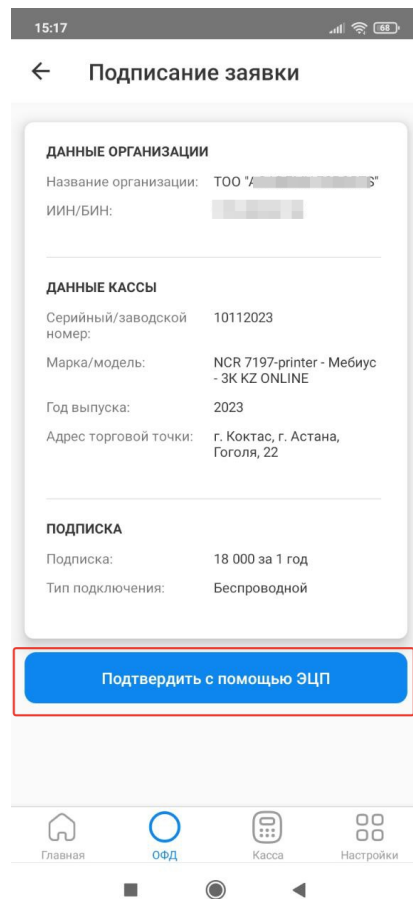 15:17
68
Подписание заявки
ДАННЫЕ ОРГАНИЗАЦИИ
Название организации: ТОО "
ИИН/БИН:
ДАННЫЕ КАССЫ
Серийный/заводской 10112023
номер:
Марка/модель: NCR 7197-printer - Мебиус
- 3К KZ ONLINE
Год выпуска: 2023
Адрес торговой точки: г. Коктас, г. Астана,
Гоголя, 22
ПОДПИСКА
Подписка: 18 000 за 1 год
Тип подключения: Беспроводной
Подтвердить с помощью ЭЦП
Главная ОФД Касса Настройки